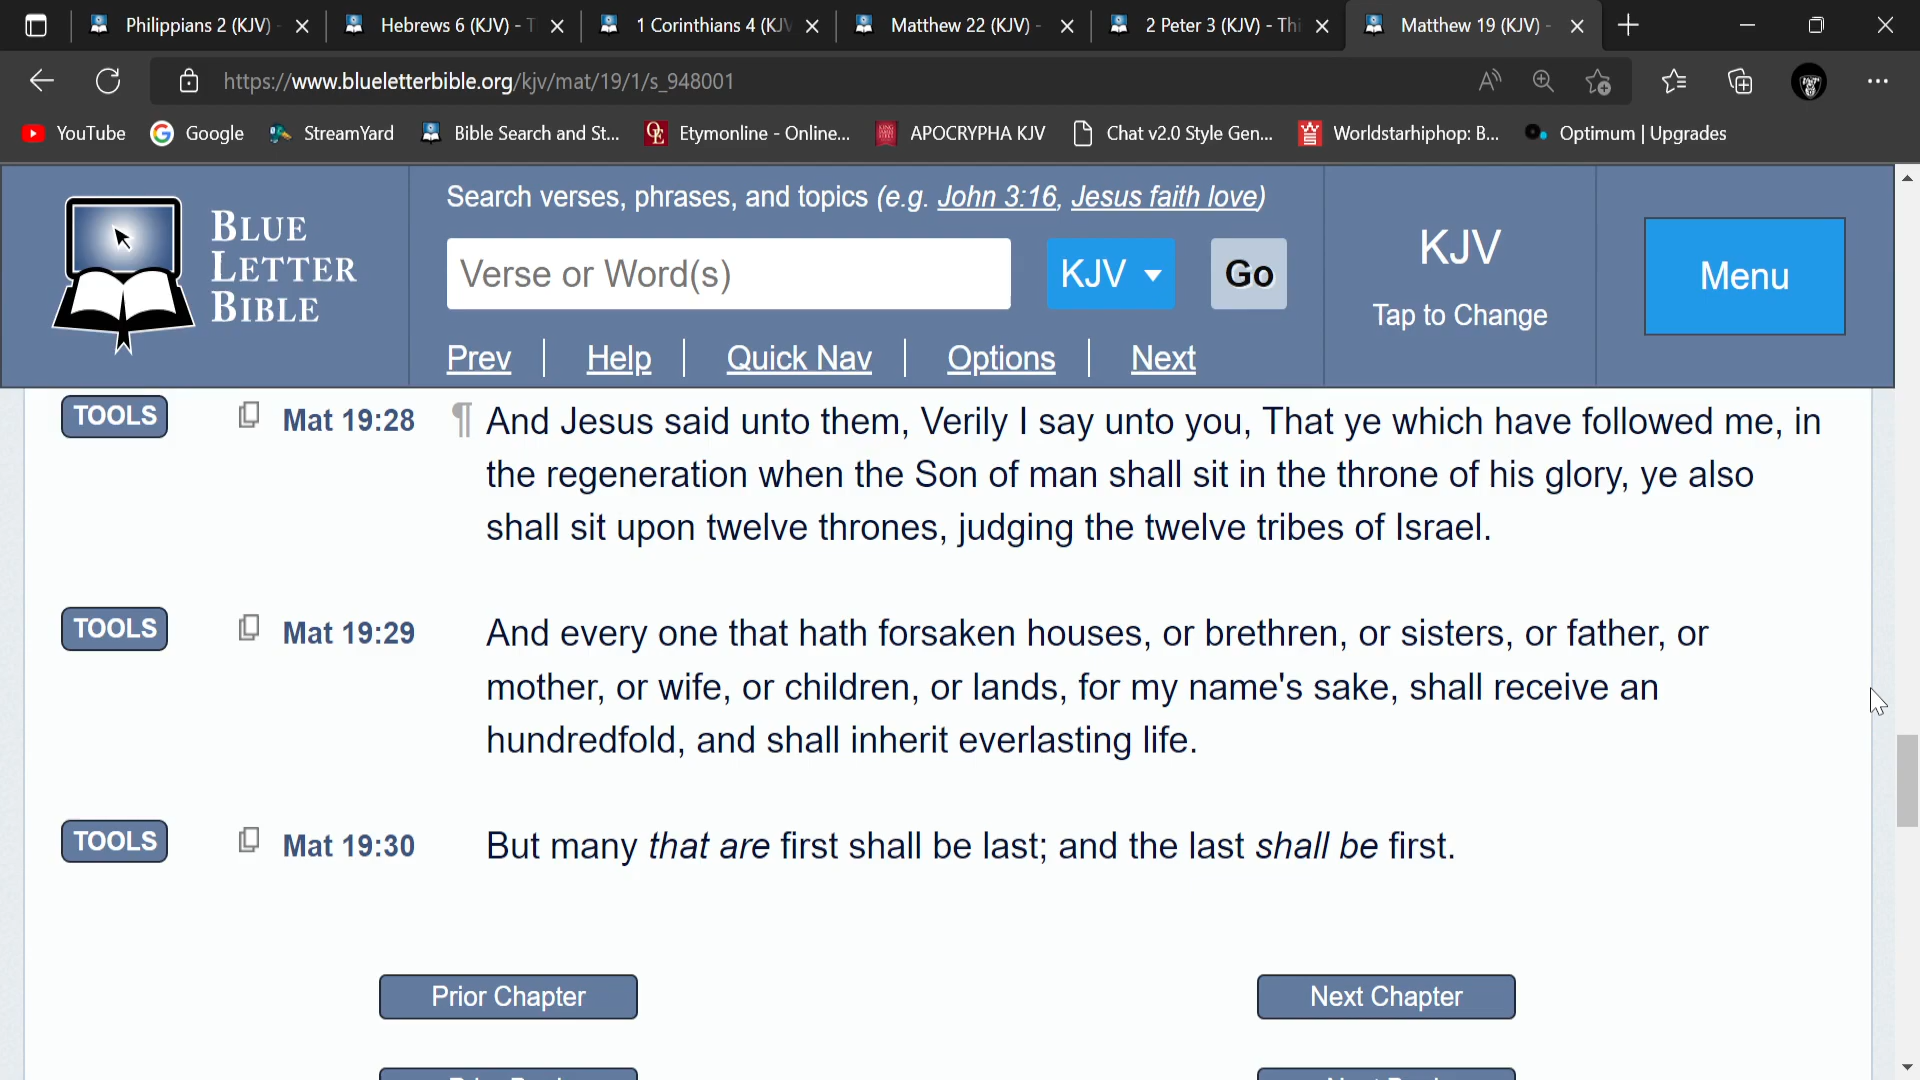 Philippians 2 (KJV) -
Hebrews 6 (KJV) - T
1 Corinthians 4 (KJV
Matthew 22 (KJV) -
2 Peter 3 (KJV) - Thi
Matthew 19 (KJV) -
https://www.blueletterbible.org/kjv/mat/19/1/s_948001
YouTube
Google
StreamYard
Bible Search and St...
Etymonline - Online...
APOCRYPHA KJV
Chat v2.0 Style Gen...
Worldstarhiphop: B...
Optimum | Upgrades
BLUE
LETTER
BIBLE
Search verses, phrases, and topics (e.g. John 3:16, Jesus faith love)
Verse or Word(s)
KJV
Go
Prev
Help
Quick Nav
Options
Next
KJV
Tap to Change
Menu
TOOLS
Mat 19:28
¶ And Jesus said unto them, Verily I say unto you, That ye which have followed me, in
the regeneration when the Son of man shall sit in the throne of his glory, ye also
shall sit upon twelve thrones, judging the twelve tribes of Israel.
TOOLS
Mat 19:29
And every one that hath forsaken houses, or brethren, or sisters, or father, or
mother, or wife, or children, or lands, for my name's sake, shall receive an
hundredfold, and shall inherit everlasting life.
TOOLS
Mat 19:30
But many that are first shall be last; and the last shall be first.
Prior Chapter
Next Chapter